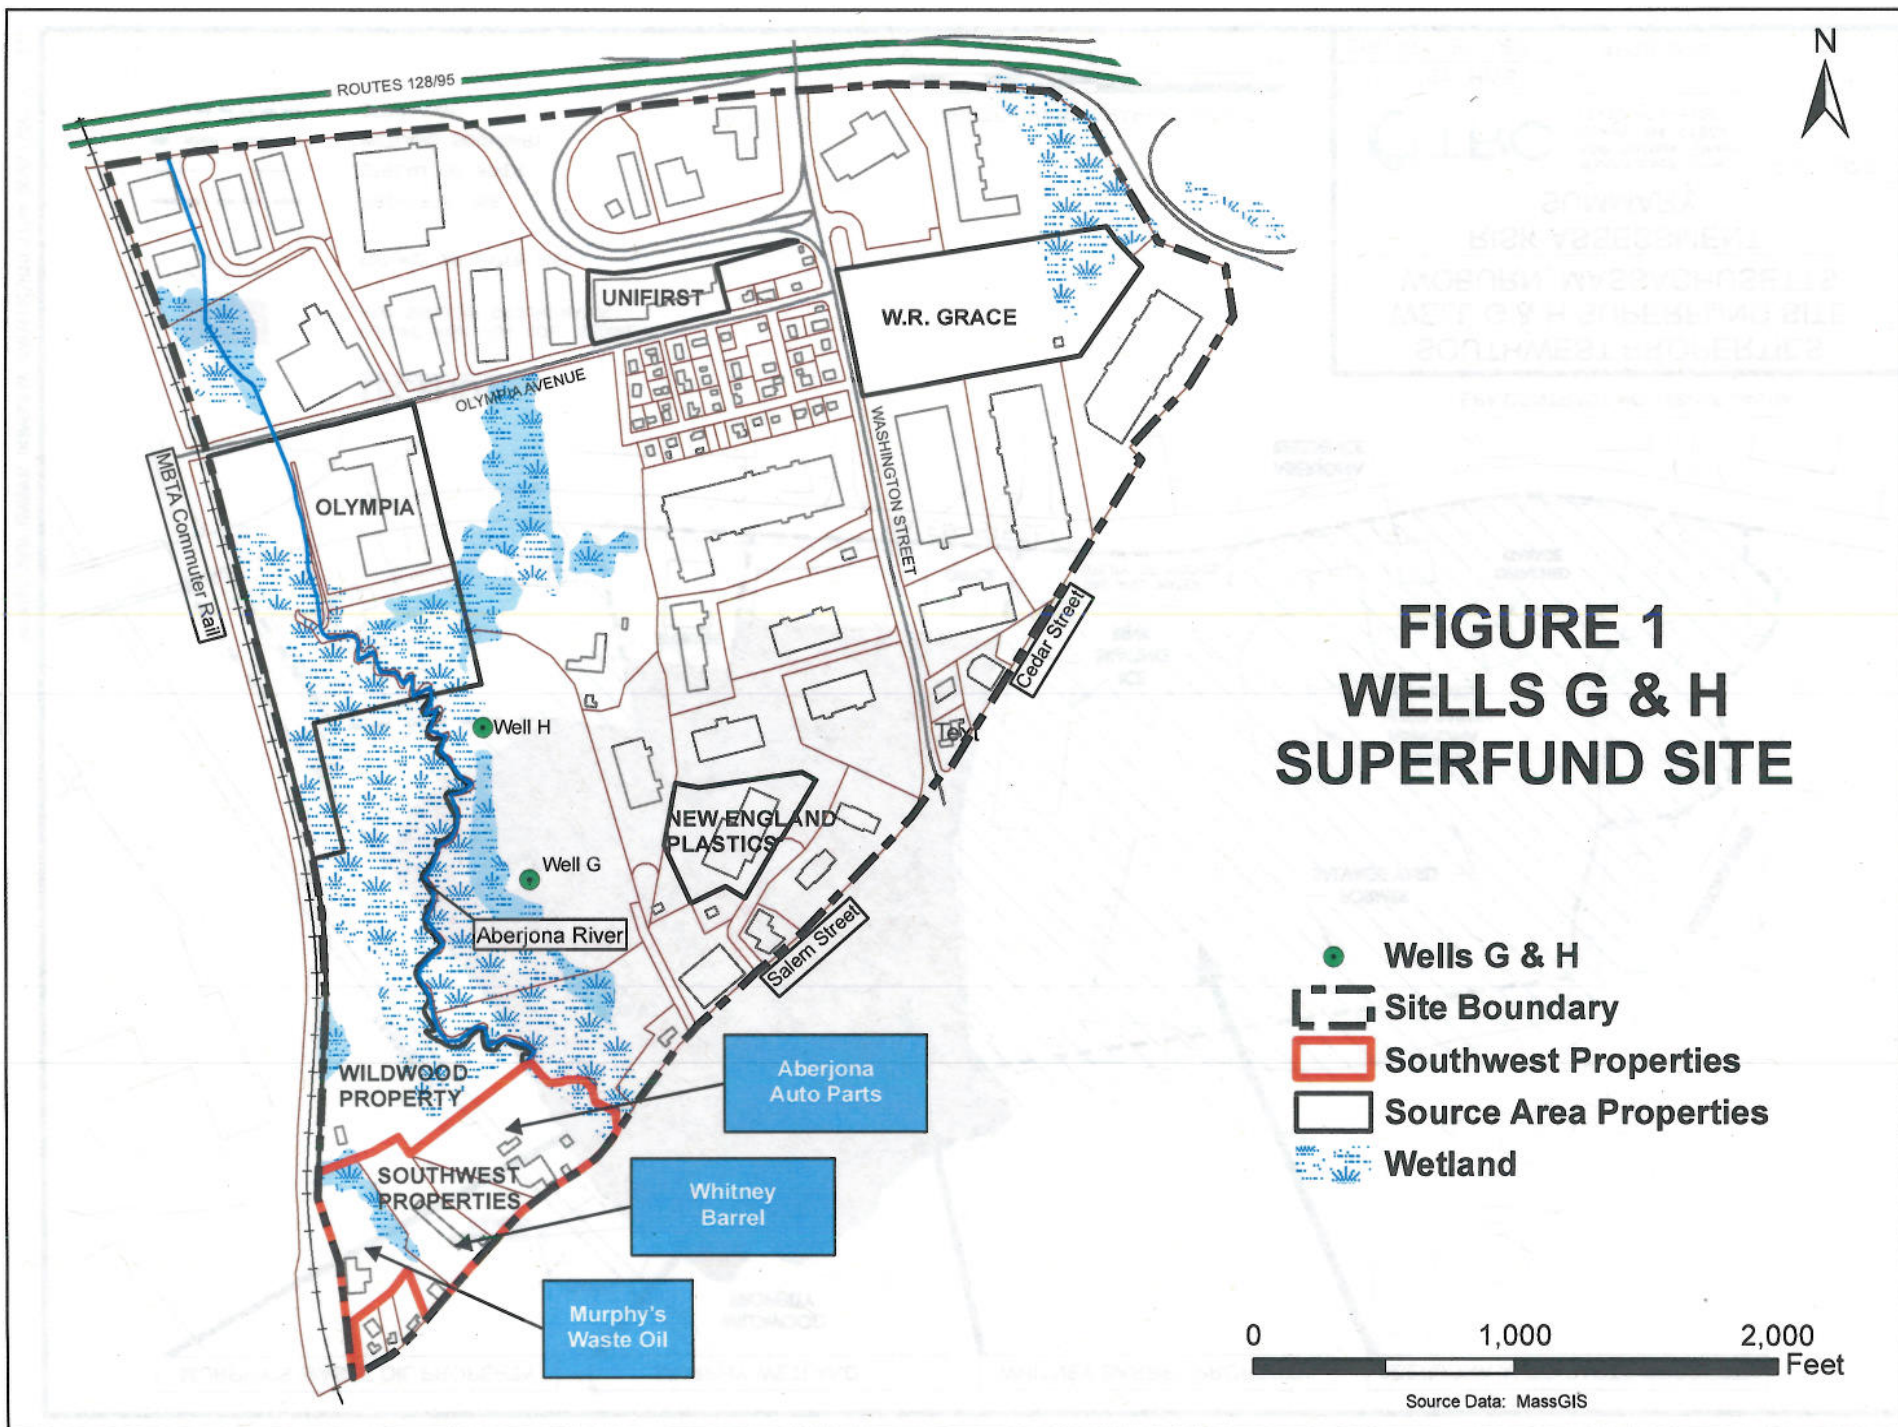 N
ROUTES 128/95
UNIFIRST
W.R. GRACE
OLYMPIA AVENUE
WASHINGTON STREET
MBTA Commuter Rail
OLYMPIA
Cedar Street
Well H
Text
NEW ENGLAND
PLASTICS
Well G
Aberjona River
Salem Street
WILDWOOD
PROPERTY
Aberjona
Auto Parts
SOUTHWEST
PROPERTIES
Whitney
Barrel
Murphy's
Waste Oil
FIGURE 1
WELLS G & H
SUPERFUND SITE
Wells G & H
Site Boundary
Southwest Properties
Source Area Properties
Wetland
0 1,000 2,000
Feet
Source Data: MassGIS